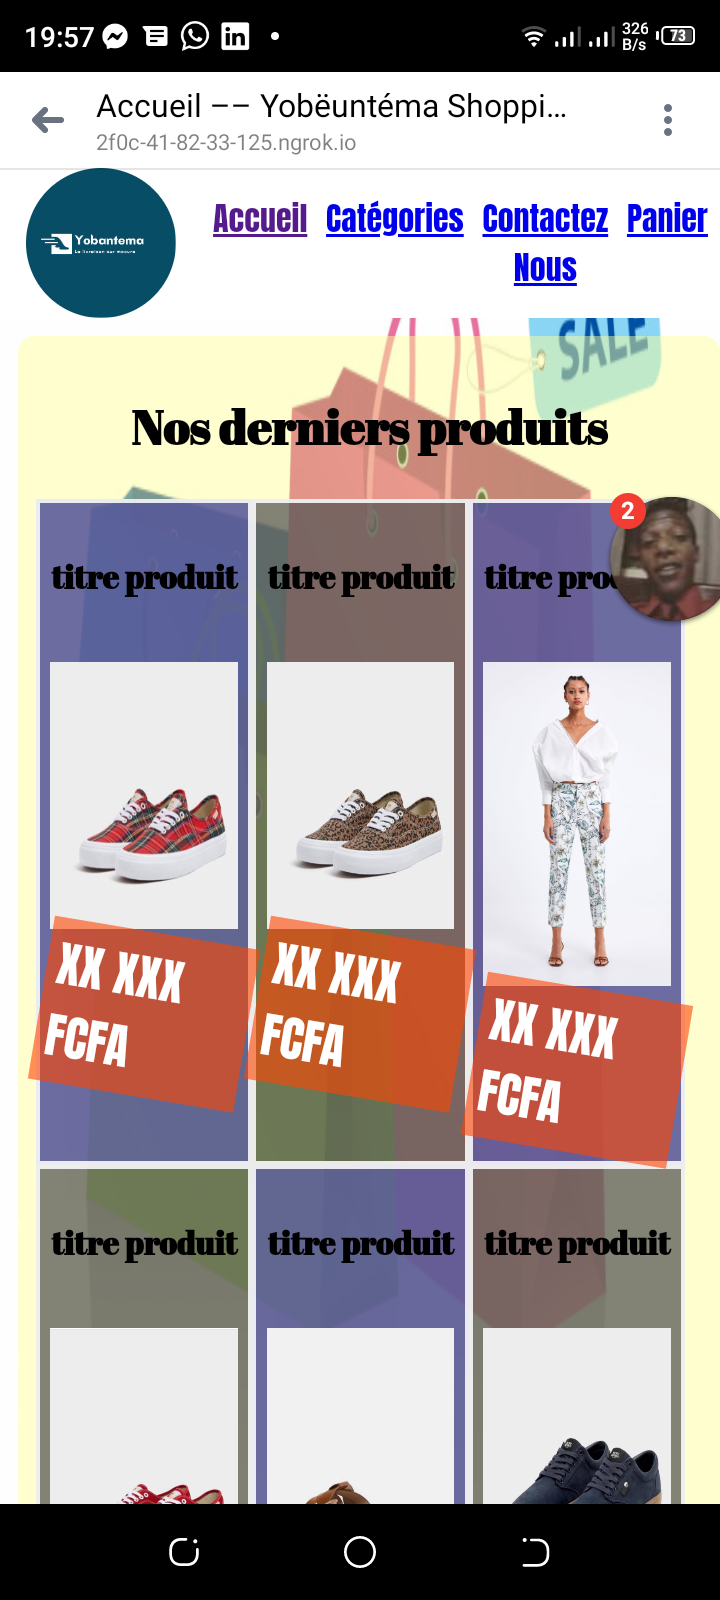 19:57
326
B/s
73
Accueil –– Yobëuntéma Shoppi...
2f0c-41-82-33-125.ngrok.io
Yobantema
La livraison sur mesure
Accueil Catégories Contactez Nous Panier
SALE
Nos derniers produits
2
titre produit titre produit titre pro
XX XXX FCFA
XX XXX FCFA
XX XXX FCFA
titre produit titre produit titre produit